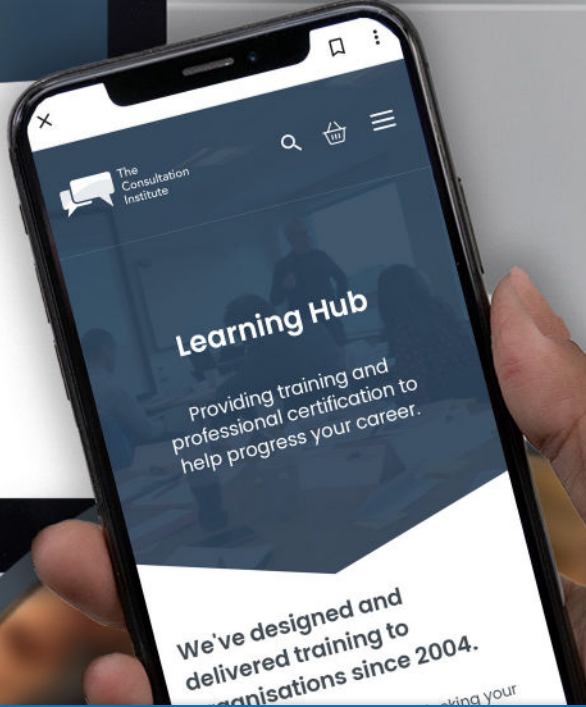 The
Consultation
Institute
Learning Hub
Providing training and
professional certification to
help progress your career.
We've designed and
delivered training to
since 2004.
your